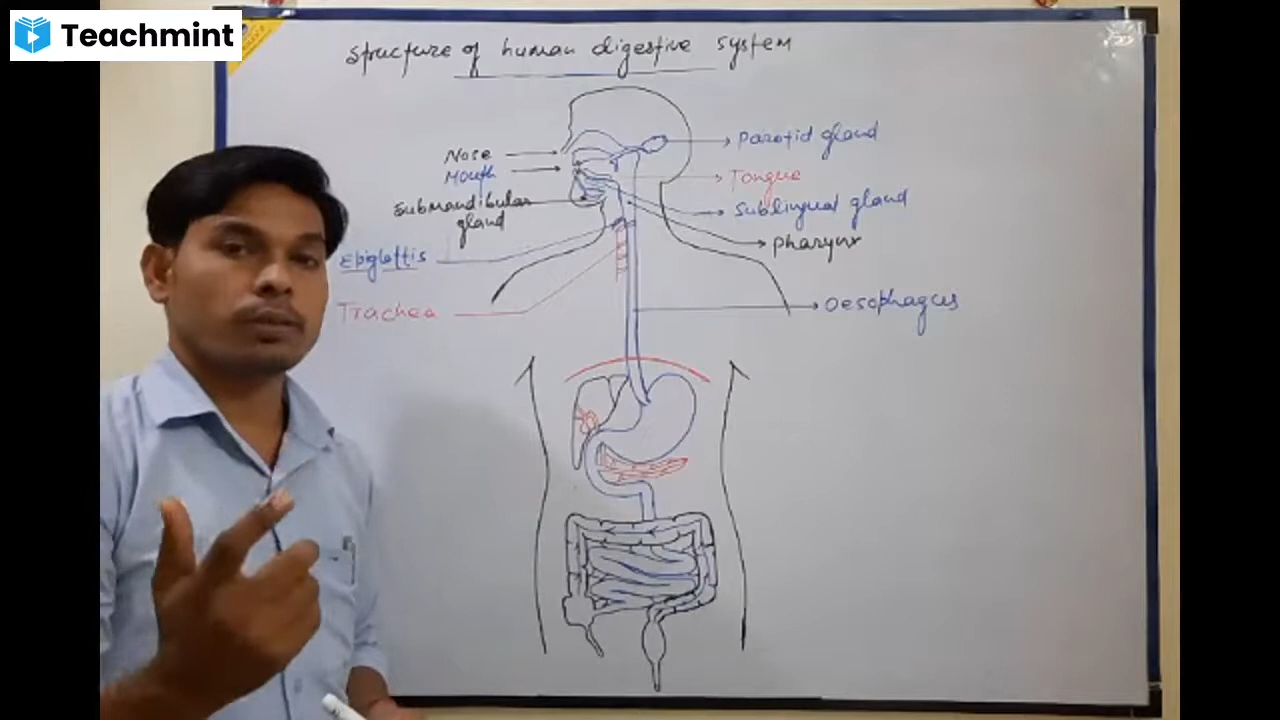 Teachmint
Structure of human digestive system
Nose
Mouth
Submandibular
gland
Epiglottis
Trachea
Parotid gland
Tongue
Sublingual gland
Pharynx
Oesophagus